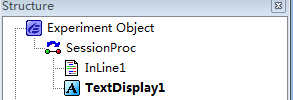 Structure
Experiment Object
SessionProc
InLine1
A TextDisplay1